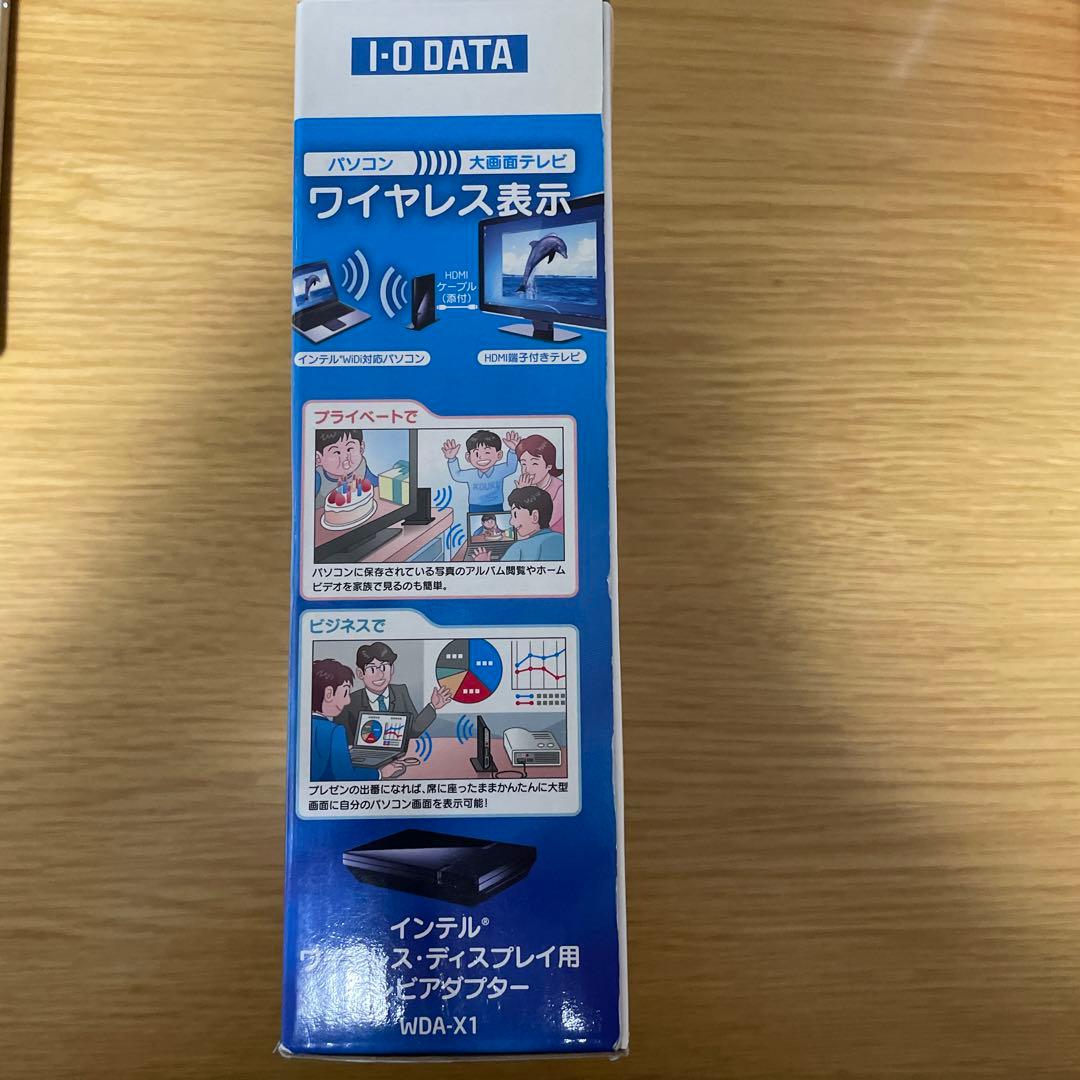 I-O DATA
パソコン 大画面テレビ
ワイヤレス表示
HDMI
ケーブル
(添付)
インテル®WiDi対応パソコン
HDMI端子付きテレビ
プライベートで
パソコンに保存されている写真のアルバム閲覧やホーム
ビデオを家族で見るのも簡単。
ビジネスで
プレゼンの出番になれば、席に座ったままかんたんに大型
画面に自分のパソコン画面を表示可能!
インテル®
ス・ディスプレイ用
ビアダプター
WDA-X1